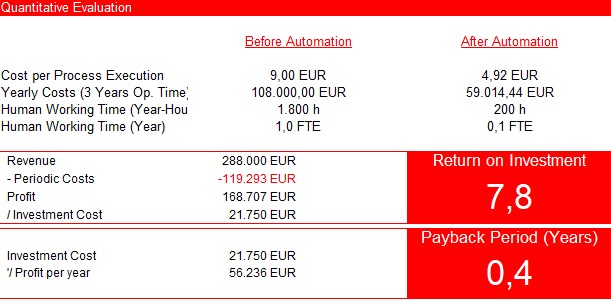 Quantitative Evaluation
Before Automation After Automation
Cost per Process Execution 9,00 EUR 4,92 EUR
Yearly Costs (3 Years Op. Time) 108.000,00 EUR 59.014,44 EUR
Human Working Time (Year-Hou 1.800 h 200 h
Human Working Time (Year) 1,0 FTE 0,1 FTE
Revenue 288.000 EUR Return on Investment
- Periodic Costs -119.293 EUR
Profit 168.707 EUR 7,8
/ Investment Cost 21.750 EUR
Payback Period (Years)
Investment Cost 21.750 EUR
'/ Profit per year 56.236 EUR 0,4